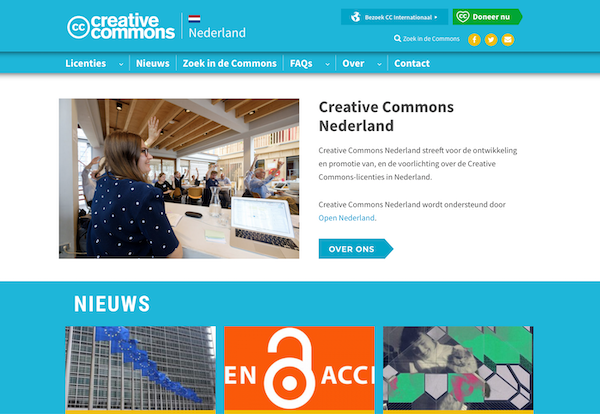 creative commons
cc
Nederland
Bezoek CC Internationaal
Doneer nu
Zoek in de Commons
Licenties
Nieuws
Zoek in de Commons
FAQs
Over
Contact
Creative Commons
Nederland
Creative Commons Nederland streeft voor de ontwikkeling
en promotie van, en de voorlichting over de Creative
Commons-licenties in Nederland.
Creative Commons Nederland wordt ondersteund door
Open Nederland.
OVER ONS
NIEUWS
EN ACCE